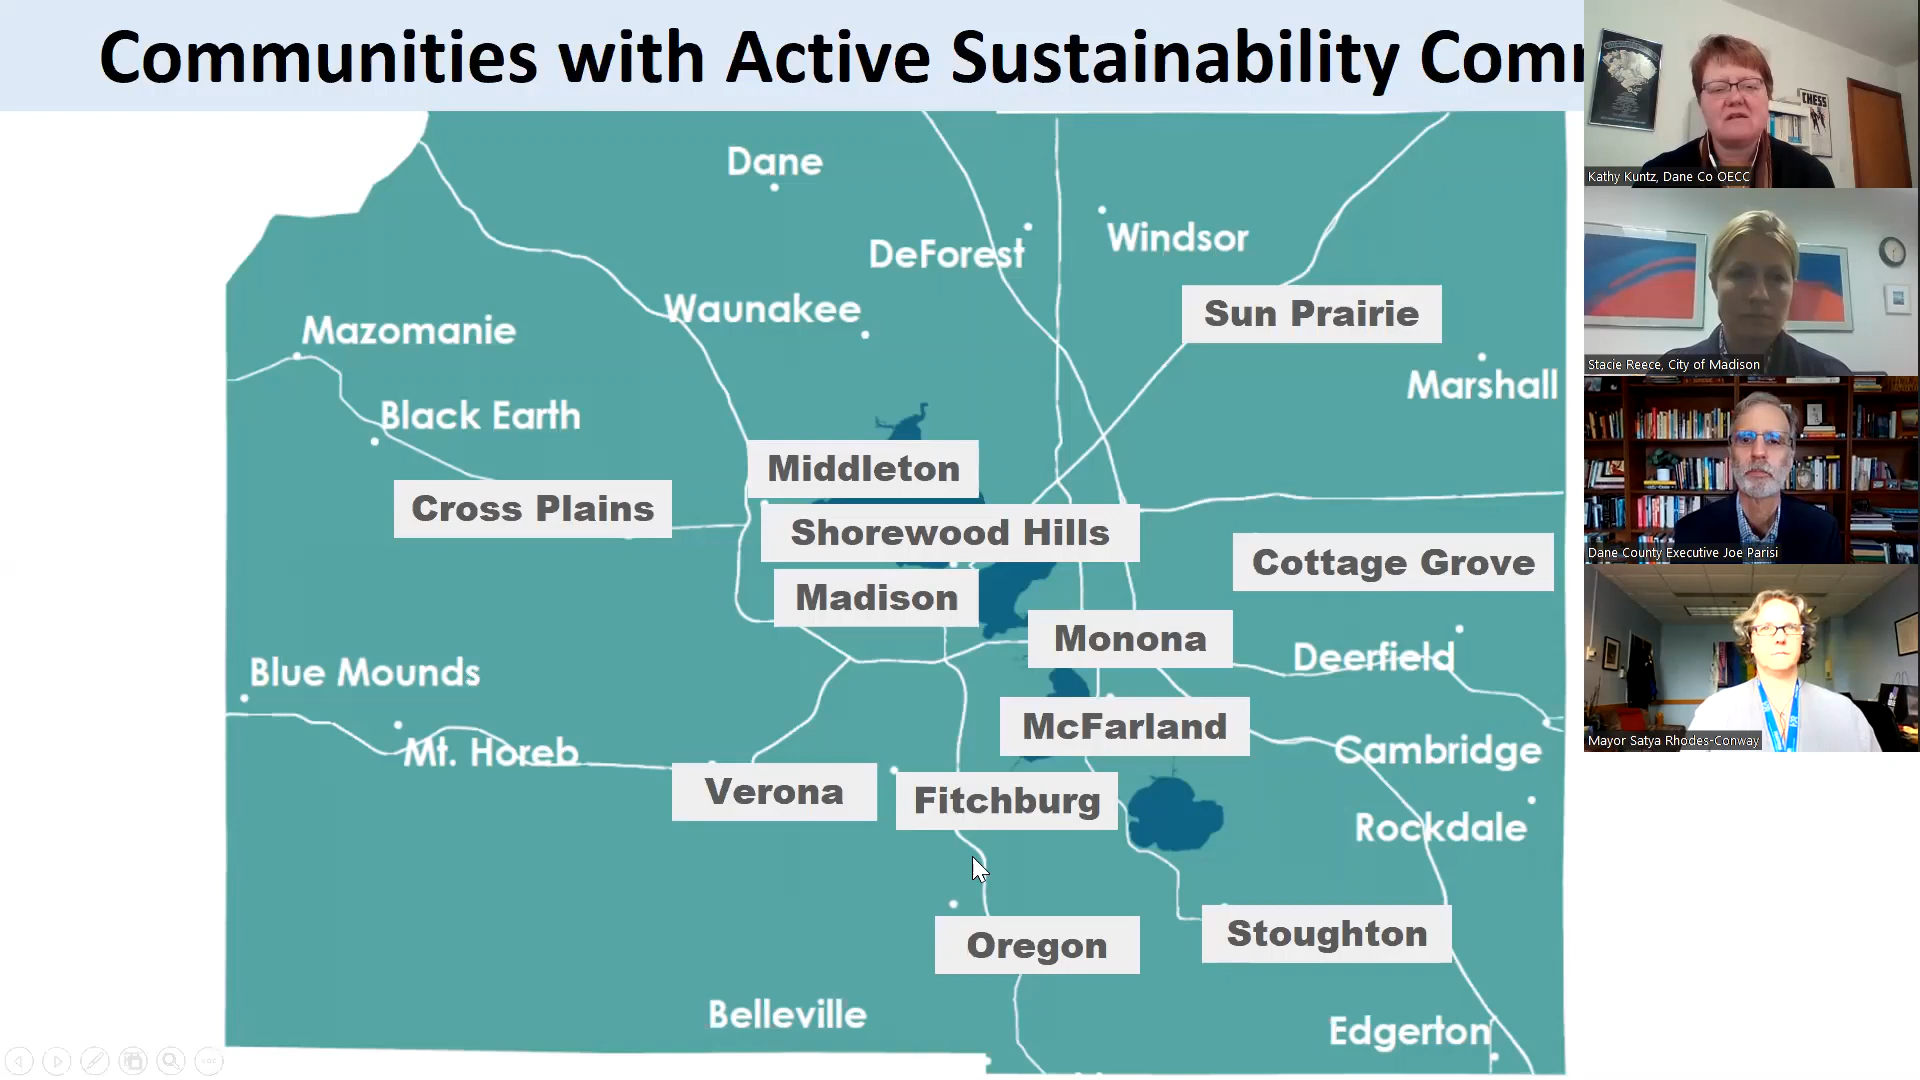 Communities with Active Sustainability Comm
Dane
Windsor
DeForest
Waunakee
Sun Prairie
Mazomanie
Marshall
Black Earth
Middleton
Cross Plains
Shorewood Hills
Cottage Grove
Madison
Monona
Deerfield
Blue Mounds
McFarland
Mt. Horeb
Cambridge
Verona
Fitchburg
Rockdale
Stoughton
Oregon
Belleville
Edgerton
CHESS
Kathy Kuntz, Dane Co OECC
Stacie Reece, City of Madison
Dane County Executive Joe Parisi
Mayor Satya Rhodes-Conway